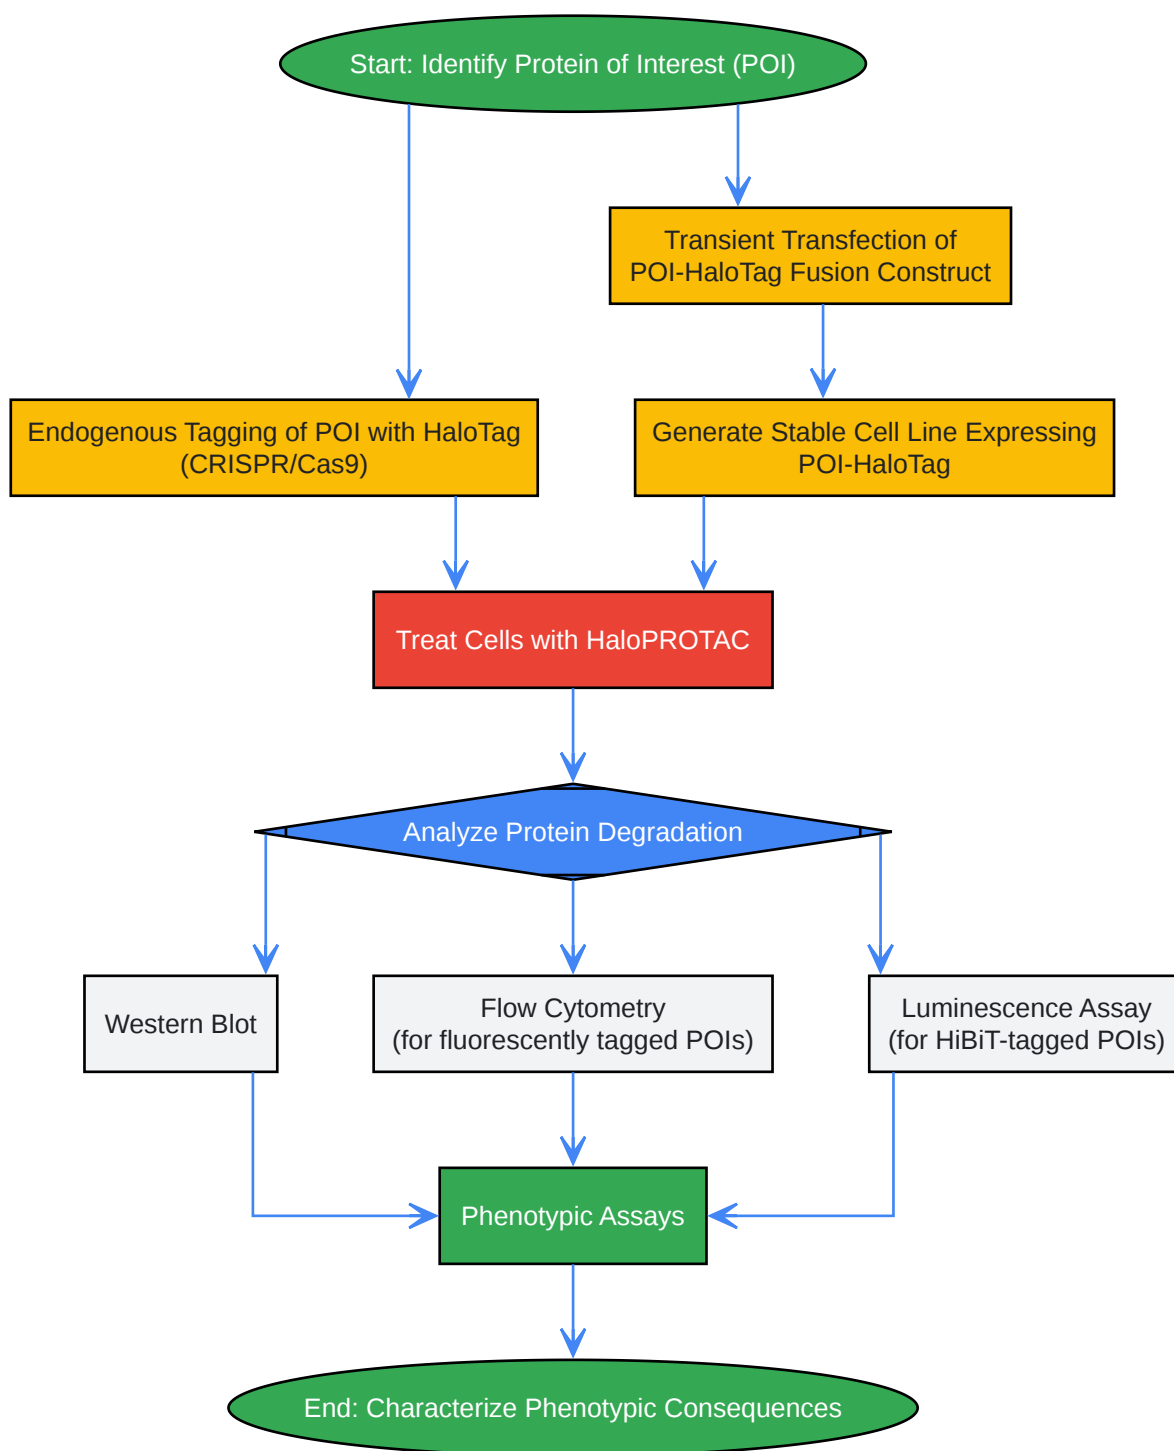 Start: Identify Protein of Interest (POI)
Transient Transfection of
POI-HaloTag Fusion Construct
Endogenous Tagging of POI with HaloTag
(CRISPR/Cas9)
Generate Stable Cell Line Expressing
POI-HaloTag
Treat Cells with HaloPROTAC
Analyze Protein Degradation
Western Blot
Flow Cytometry
(for fluorescently tagged POIs)
Luminescence Assay
(for HiBiT-tagged POIs)
Phenotypic Assays
End: Characterize Phenotypic Consequences